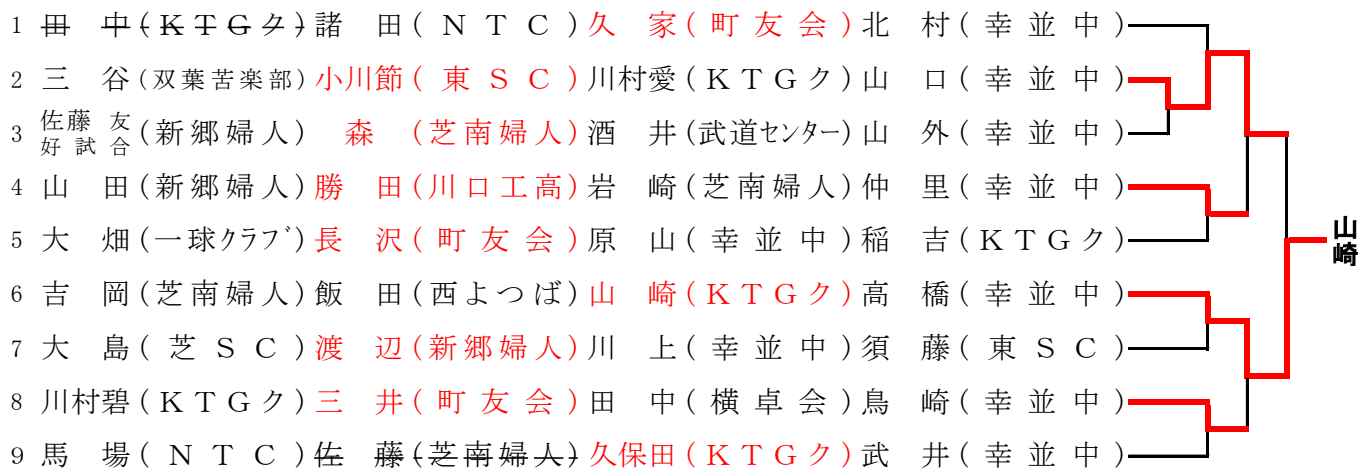 1 田 中(KTGク)諸 田(NTC)久 家(町友会)北 村(幸並中)
2 三 谷(双葉苦楽部)小川節(東SC)川村愛(KTGク)山 口(幸並中)
3 佐藤 友 好試合(新郷婦人) 森 (芝南婦人)酒 井(武道センター)山 外(幸並中)
4 山 田(新郷婦人)勝 田(川口工高)岩 崎(芝南婦人)仲 里(幸並中)
5 大 畑(一球クラブ)長 沢(町友会)原 山(幸並中)稲 吉(KTGク)
山崎
6 吉 岡(芝南婦人)飯 田(西よつば)山 崎(KTGク)高 橋(幸並中)
7 大 島(芝SC)渡 辺(新郷婦人)川 上(幸並中)須 藤(東SC)
8 川村碧(KTGク)三 井(町友会)田 中(横卓会)鳥 崎(幸並中)
9 馬 場(NTC)佐 藤(芝南婦人)久保田(KTGク)武 井(幸並中)